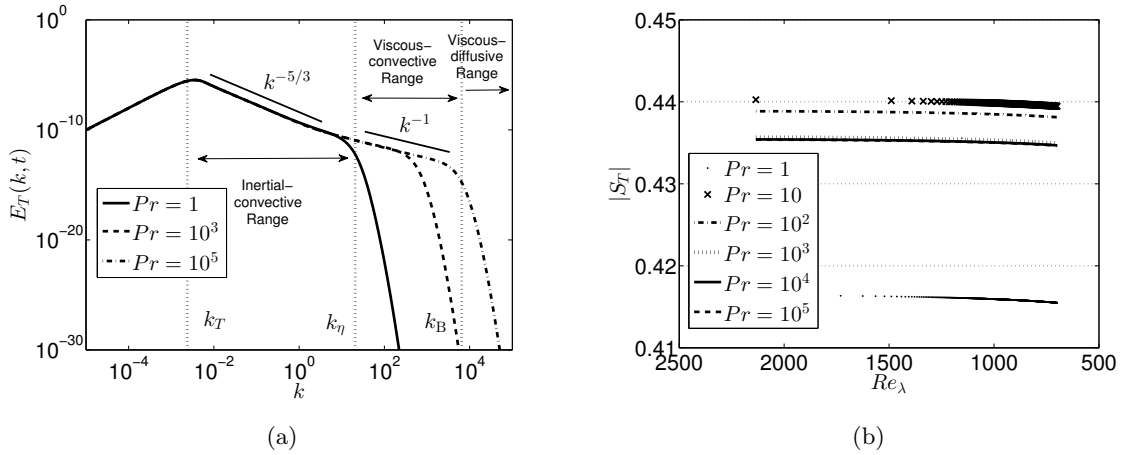 10^0
10^{-10}
10^{-20}
10^{-30}
E_T(k, t)
k^{-5/3}
Viscous-
convective
Range
Viscous-
diffusive
Range
k^{-1}
Inertial-
convective
Range
Pr = 1
Pr = 10^3
Pr = 10^5
k_T
k_η
k_B
10^{-4}
10^{-2}
10^0
10^2
10^4
k
(a)
0.45
0.44
0.43
0.42
0.41
|S_T|
Pr = 1
Pr = 10
Pr = 10^2
Pr = 10^3
Pr = 10^4
Pr = 10^5
2500
2000
1500
1000
500
Re_λ
(b)